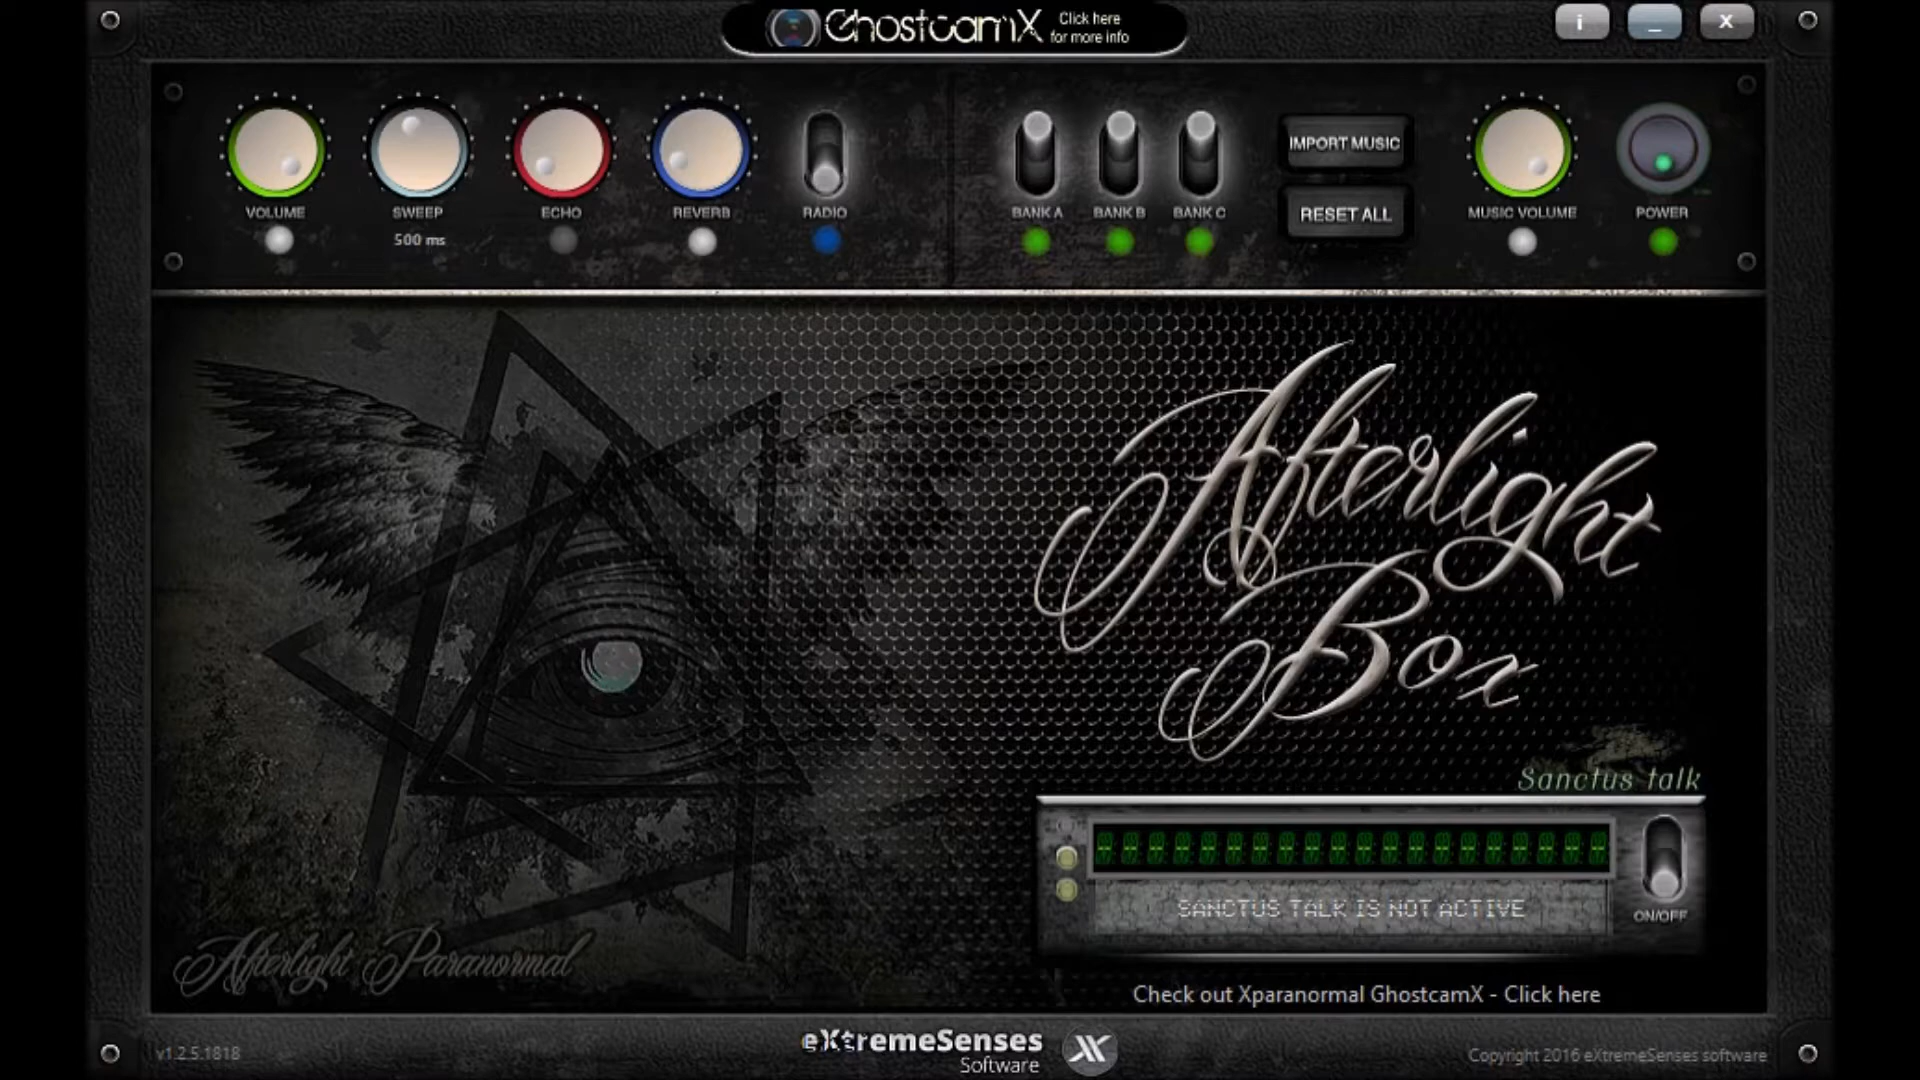 GhostcamX
Click here
for more info
i _ X
VOLUME SWEEP ECHO REVERB RADIO
500 ms
BANK A BANK B BANK C
IMPORT MUSIC
RESET ALL
MUSIC VOLUME POWER
Afterlight
Box
Sanctus talk
SANCTUS TALK IS NOT ACTIVE
ON/OFF
Afterlight Paranormal
Check out Xparanormal GhostcamX - Click here
v1.2.5.1818
eXtremeSenses
Software
Copyright 2016 eXtremeSenses software